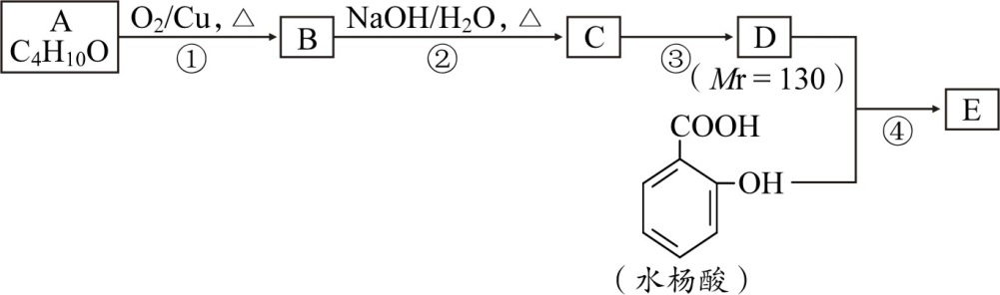 A
C₄H₁₀O
O₂/Cu, △
①
B
NaOH/H₂O, △
②
C
③
D
(Mr = 130)
④
E
COOH
OH
(水杨酸)